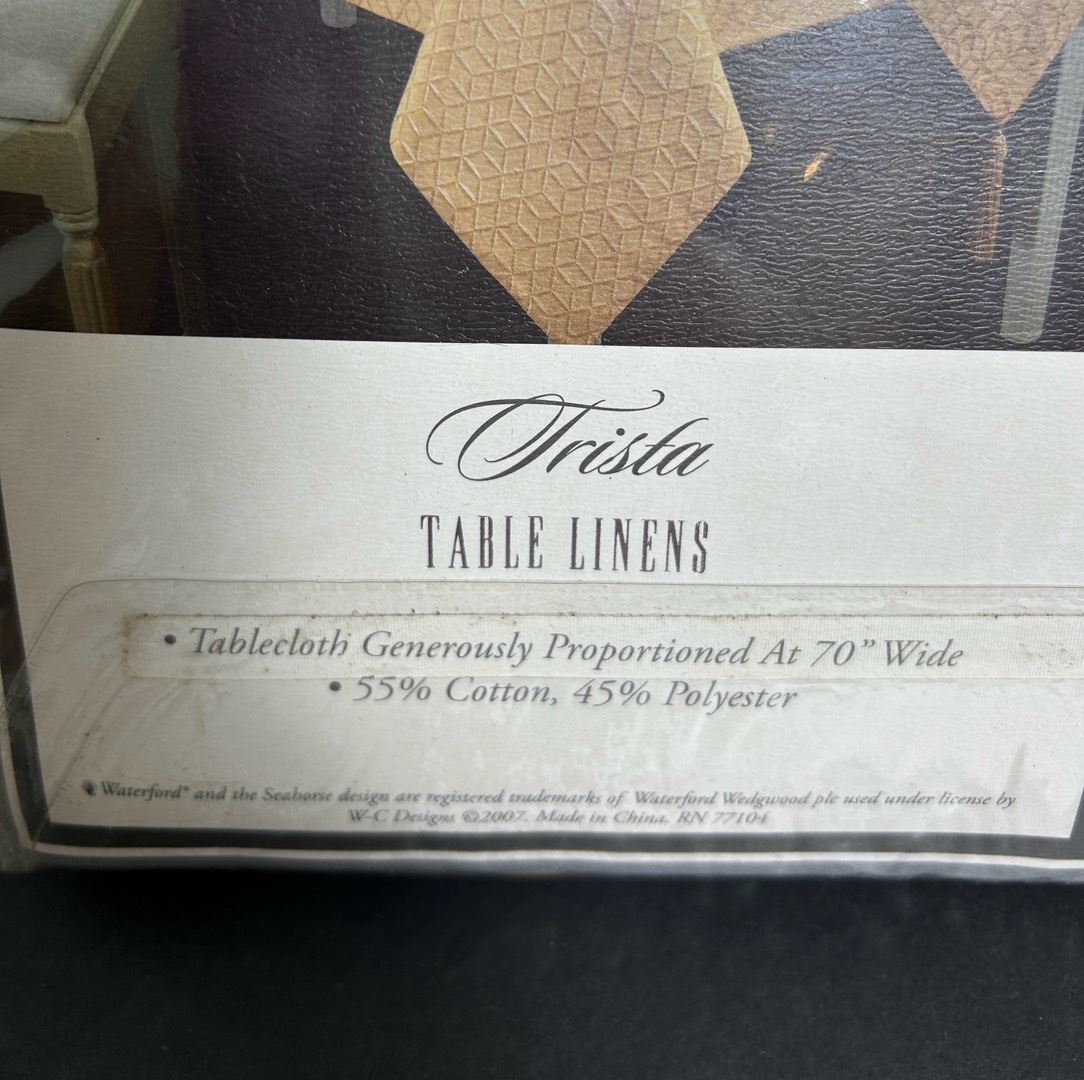 Trista
TABLE LINENS
• Tablecloth Generously Proportioned At 70” Wide
• 55% Cotton, 45% Polyester
Waterford® and the Seahorse design are registered trademarks of Waterford Wedgwood plc used under license by
W-C Designs ©2007. Made in China. RN 77104